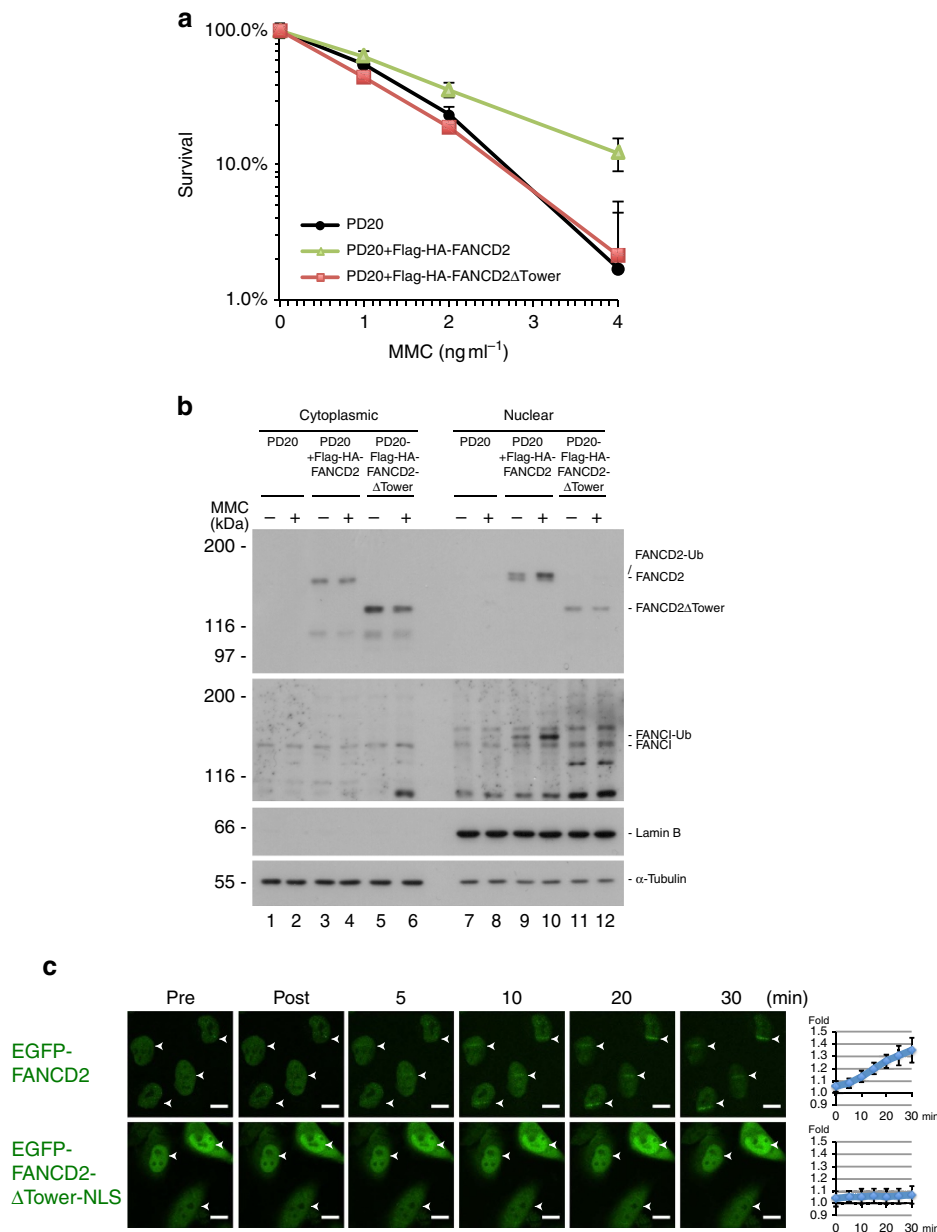 a
100.0%
10.0%
1.0%
Survival
PD20
PD20+Flag-HA-FANCD2
PD20+Flag-HA-FANCD2ΔTower
0 1 2 3 4
MMC (ng ml⁻¹)
b
Cytoplasmic Nuclear
PD20 PD20 PD20- PD20 PD20 PD20-
+Flag-HA- Flag-HA- +Flag-HA- Flag-HA-
FANCD2 FANCD2- FANCD2 FANCD2-
ΔTower ΔTower
MMC − + − + − + − + − + − +
(kDa)
200 -
FANCD2-Ub
/
- FANCD2
- FANCD2ΔTower
116 -
97 -
200 -
- FANCI-Ub
- FANCI
116 -
66 - - Lamin B
55 - - α-Tubulin
1 2 3 4 5 6 7 8 9 10 11 12
c
Pre Post 5 10 20 30 (min)
EGFP-
FANCD2
Fold
1.5
1.4
1.3
1.2
1.1
1.0
0.9
0 10 20 30 min
EGFP-
FANCD2-
ΔTower-NLS
Fold
1.5
1.4
1.3
1.2
1.1
1.0
0.9
0 10 20 30 min